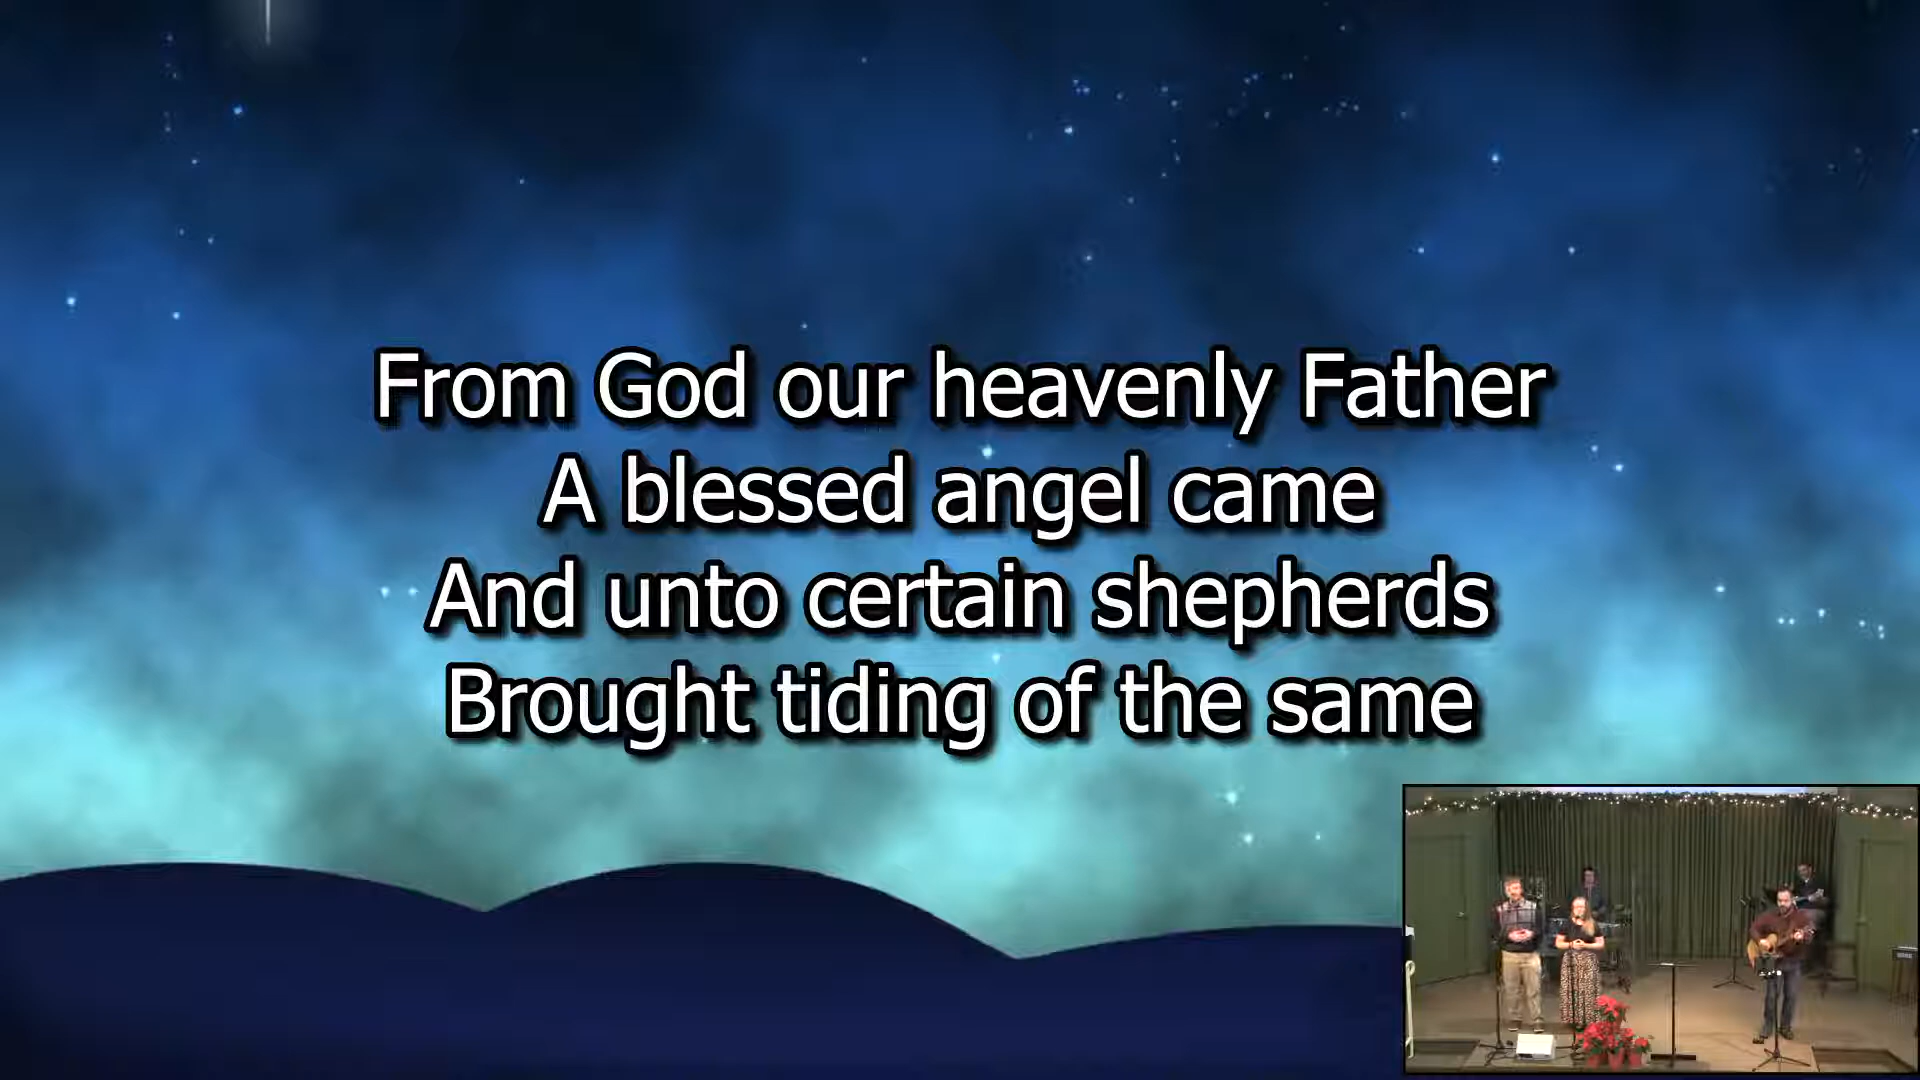 From God our heavenly Father
A blessed angel came
And unto certain shepherds
Brought tiding of the same